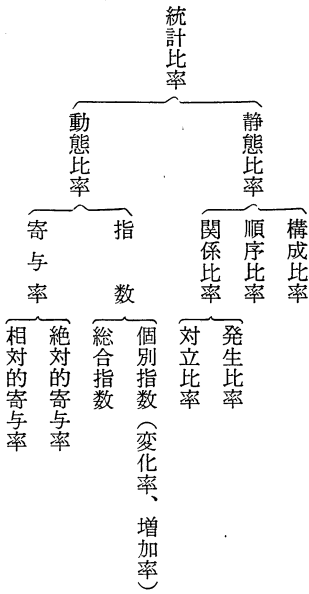 統計比率
静態比率
構成比率
順序比率
関係比率
発生比率
対立比率
動態比率
指数
個別指数（変化率、増加率）
総合指数
寄与率
絶対的寄与率
相対的寄与率